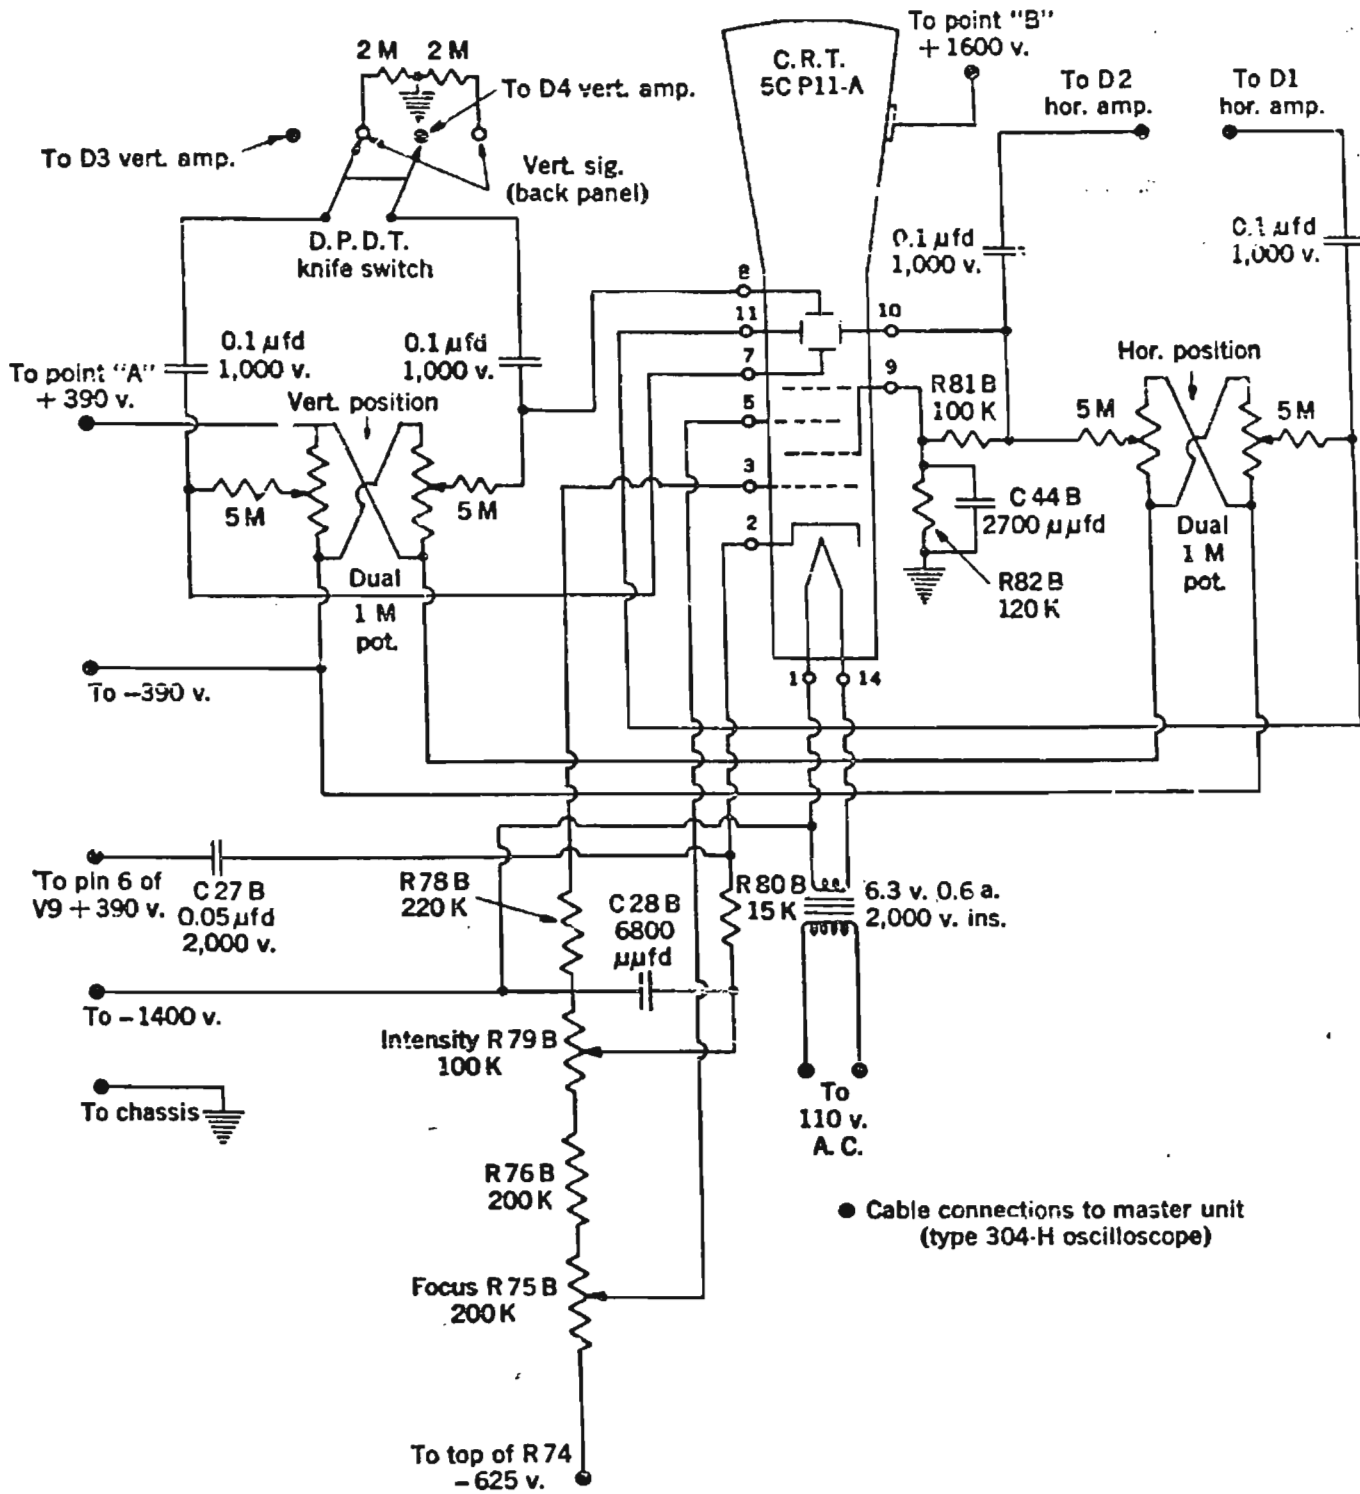 To point "B"
+ 1600 v.
2 M 2 M
C.R.T.
5C P11-A
To D4 vert. amp.
To D2
hor. amp.
To D1
hor. amp.
To D3 vert. amp.
Vert. sig.
(back panel)
D.P.D.T.
knife switch
0.1 µfd
1,000 v.
0.1 µfd
1,000 v.
8
11
10
7
9
5
3
2
1
14
0.1 µfd
1,000 v.
0.1 µfd
1,000 v.
To point "A"
+ 390 v.
Vert. position
Hor. position
R81 B
100 K
5 M
5 M
5 M
5 M
C 44 B
2700 µµfd
Dual
1 M
pot.
Dual
1 M
pot.
R82 B
120 K
To –390 v.
To pin 6 of
V9 + 390 v.
C 27 B
0.05 µfd
2,000 v.
R 78 B
220 K
C 28 B
6800
µµfd
R 80 B
15 K
6.3 v. 0.6 a.
2,000 v. ins.
To –1400 v.
Intensity R 79 B
100 K
To chassis
To
110 v.
A. C.
R 76 B
200 K
Cable connections to master unit
(type 304-H oscilloscope)
Focus R 75 B
200 K
To top of R 74
– 625 v.